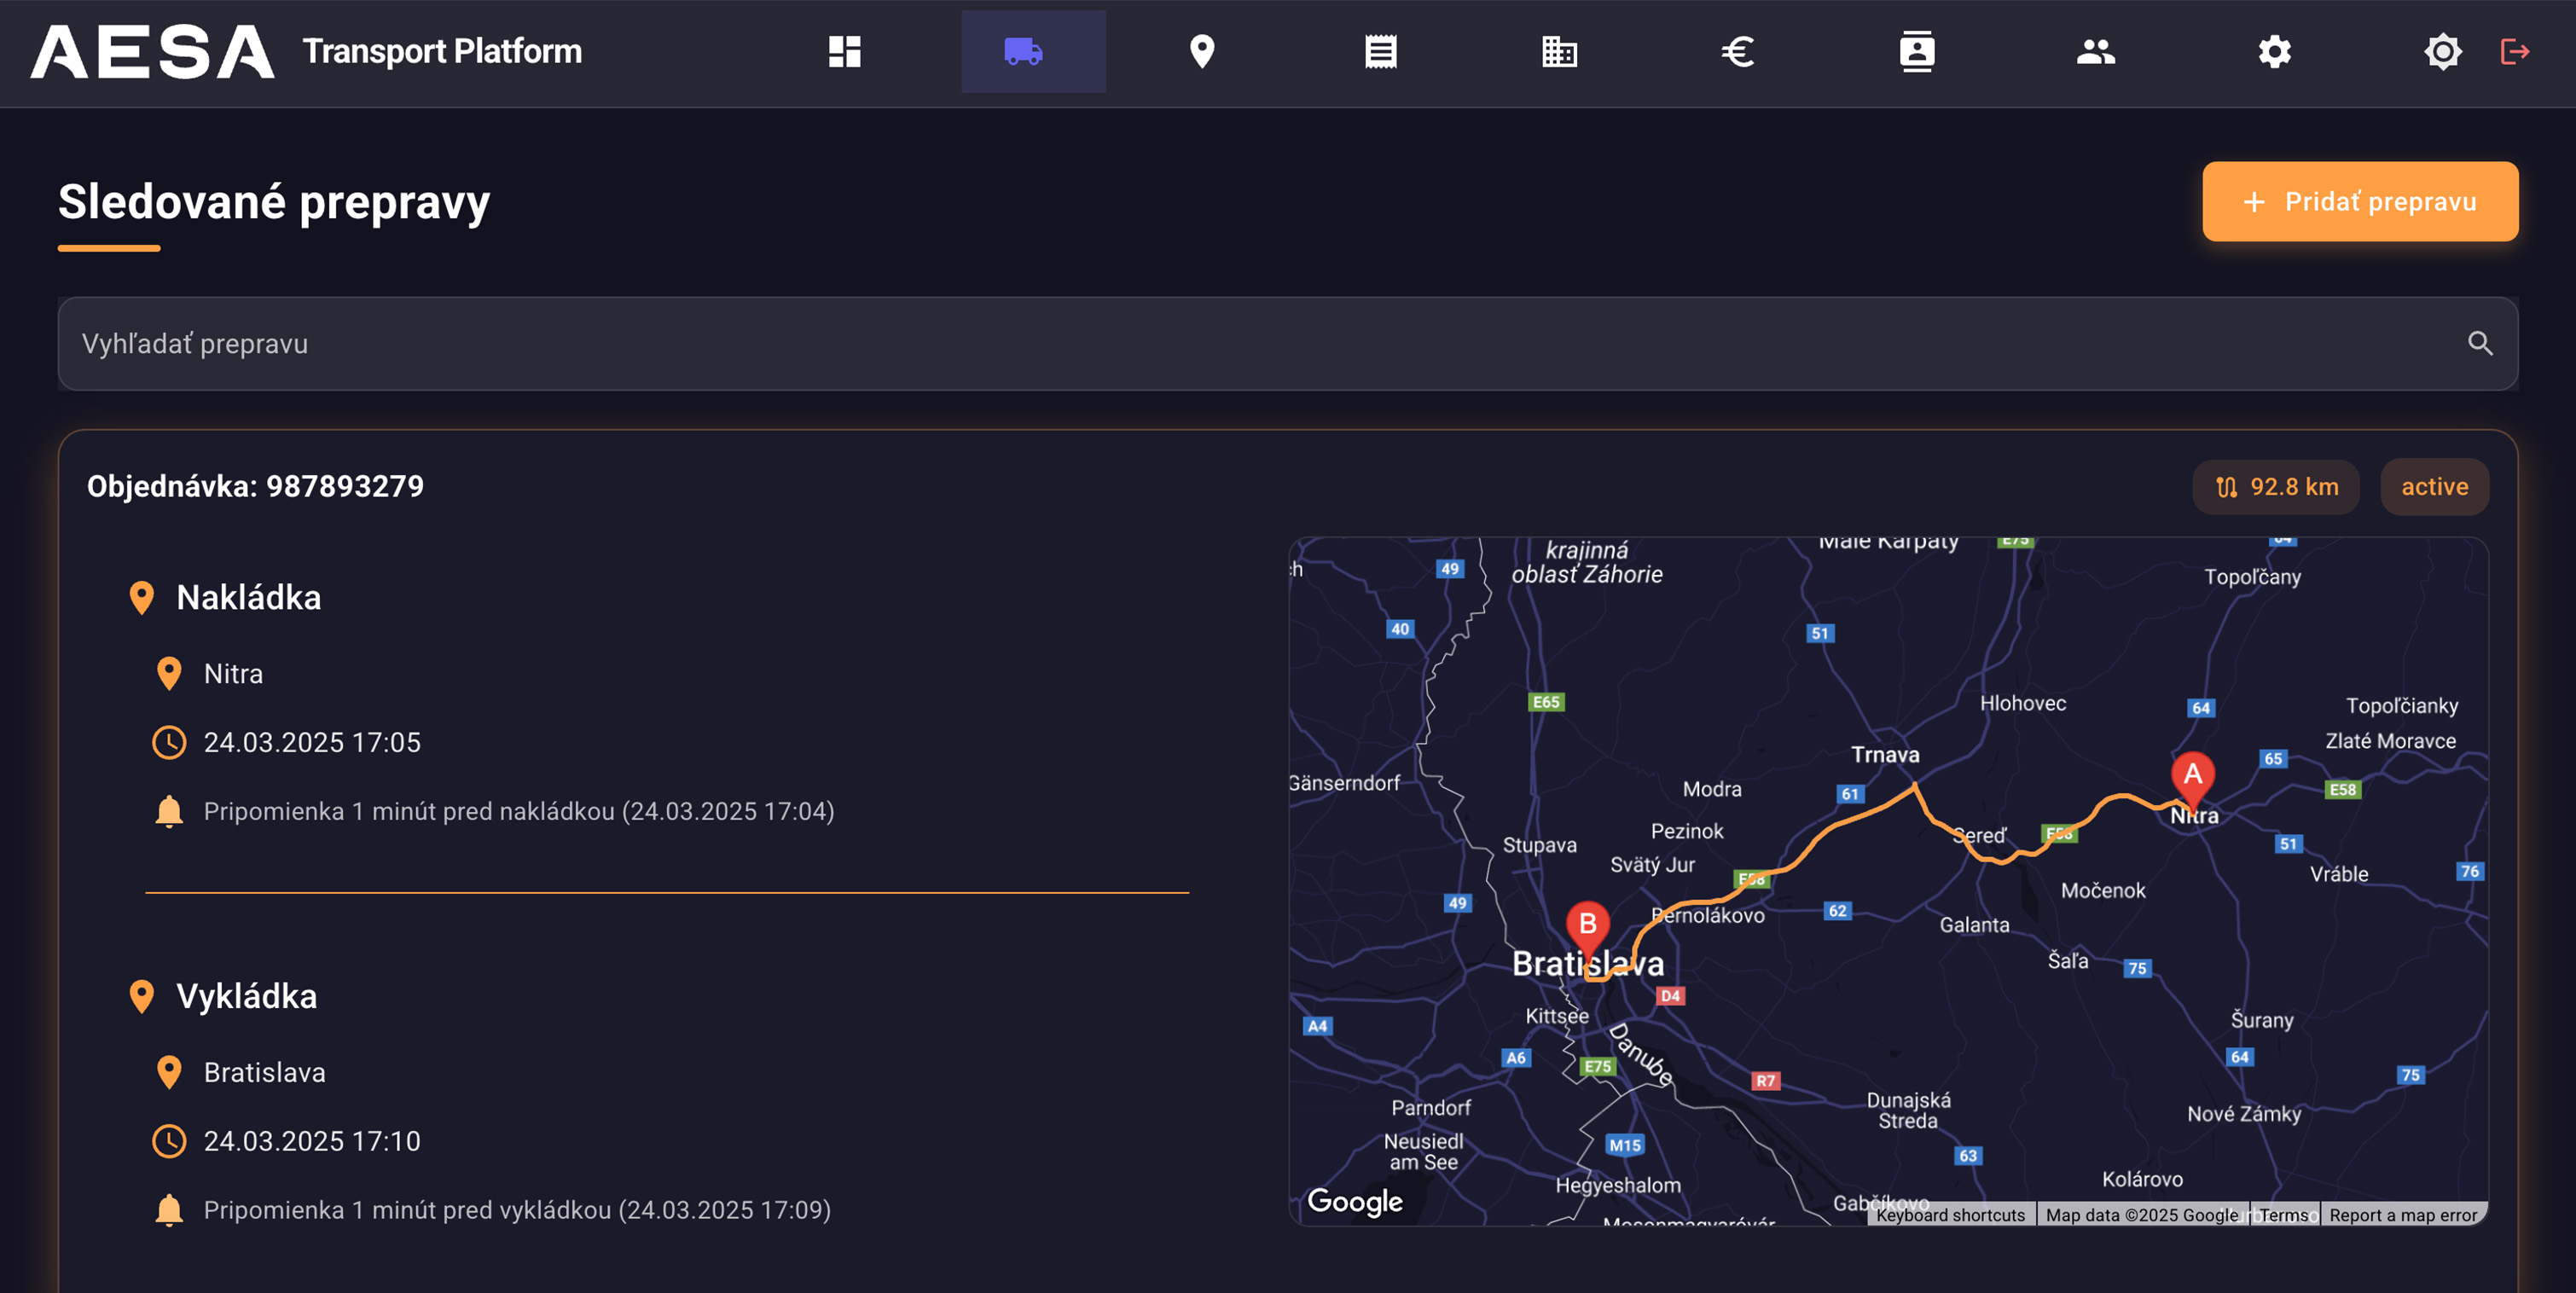 AESA Transport Platform
Sledované prepravy
+ Pridať prepravu
Vyhľadať prepravu
Objednávka: 987893279
92.8 km
active
Nakládka
Nitra
24.03.2025 17:05
Pripomienka 1 minút pred nakládkou (24.03.2025 17:04)
Vykládka
Bratislava
24.03.2025 17:10
Pripomienka 1 minút pred vykládkou (24.03.2025 17:09)
Malé Karpaty
E75
64
krajinná
oblasť Záhorie
49
Topoľčany
40
51
E65
Hlohovec
64
Topoľčianky
Zlaté Moravce
Trnava
65
A
Gänserndorf
Modra
61
E58
Nitra
Pezinok
Sereď
E58
Stupava
51
Svätý Jur
Vráble
76
E58
Močenok
49
62
Bernolákovo
B
Galanta
Bratislava
Šaľa
75
D4
Kittsee
Šurany
A4
Danube
A6
E75
64
75
R7
Parndorf
Dunajská
Streda
Nové Zámky
Neusiedl
am See
M15
63
Kolárovo
Hegyeshalom
Gabčíkovo
Google
Mosonmagyaróvár
Keyboard shortcuts
Map data ©2025 Google
Terms
Report a map error